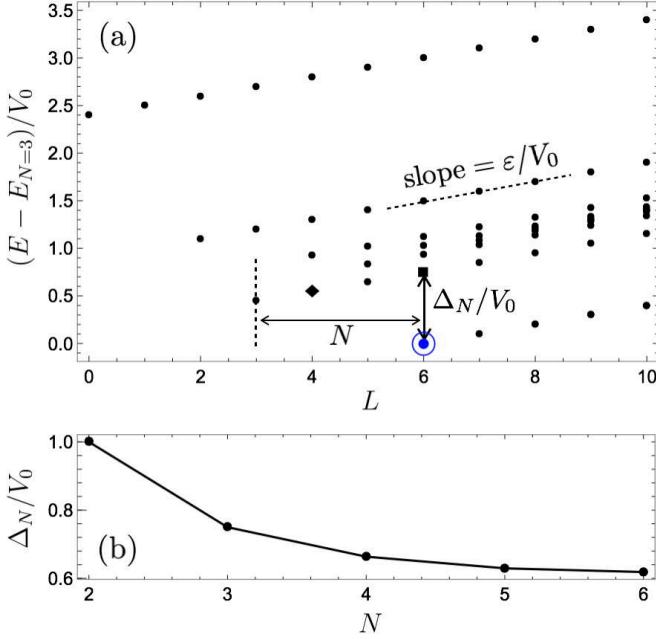 (a)
(E − E_{N=3})/V_0
3.5
3.0
2.5
2.0
1.5
1.0
0.5
0.0
slope = ε/V_0
Δ_N/V_0
N
0 2 4 6 8 10
L
(b)
Δ_N/V_0
1.0
0.8
0.6
2 3 4 5 6
N